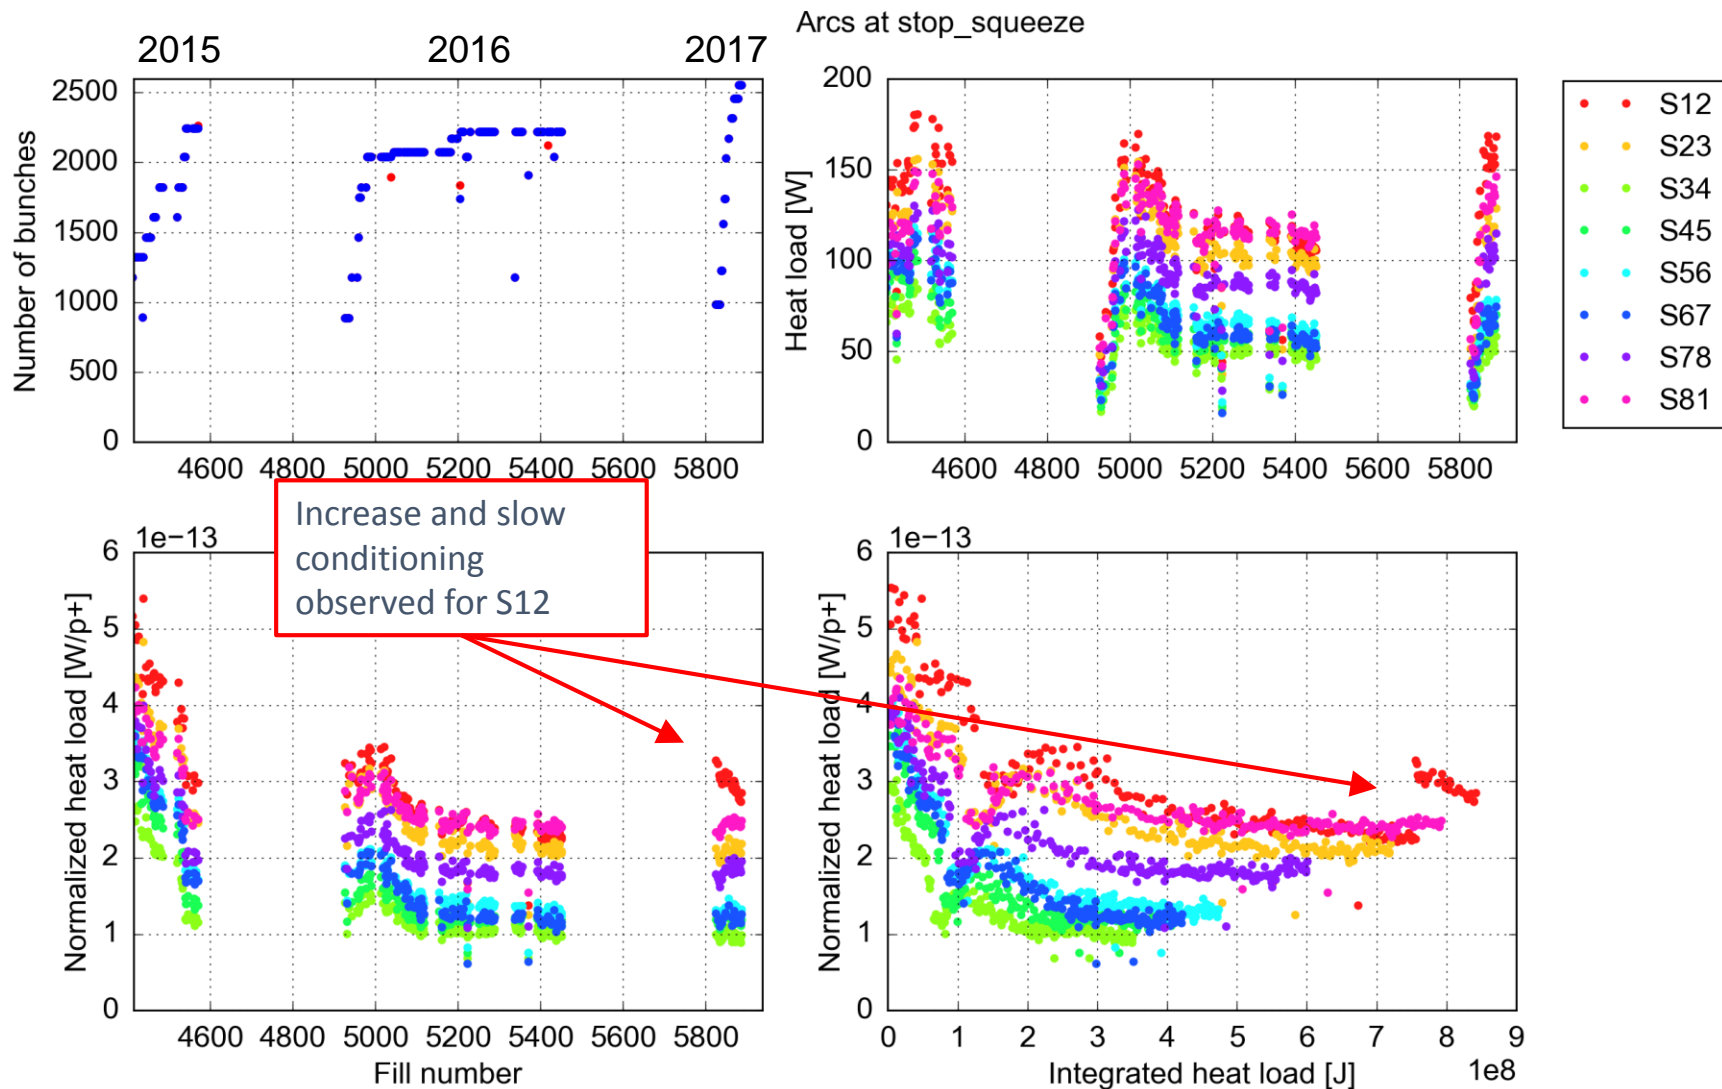 Arcs at stop_squeeze
2015
2016
2017
Number of bunches
2500
2000
1500
1000
500
0
4600 4800 5000 5200 5400 5600 5800
Heat load [W]
200
150
100
50
0
4600 4800 5000 5200 5400 5600 5800
S12
S23
S34
S45
S56
S67
S78
S81
Increase and slow
conditioning
observed for S12
1e−13
Normalized heat load [W/p+]
6
5
4
3
2
1
0
4600 4800 5000 5200 5400 5600 5800
Fill number
1e−13
Normalized heat load [W/p+]
6
5
4
3
2
1
0
0 1 2 3 4 5 6 7 8 9
Integrated heat load [J]
1e8